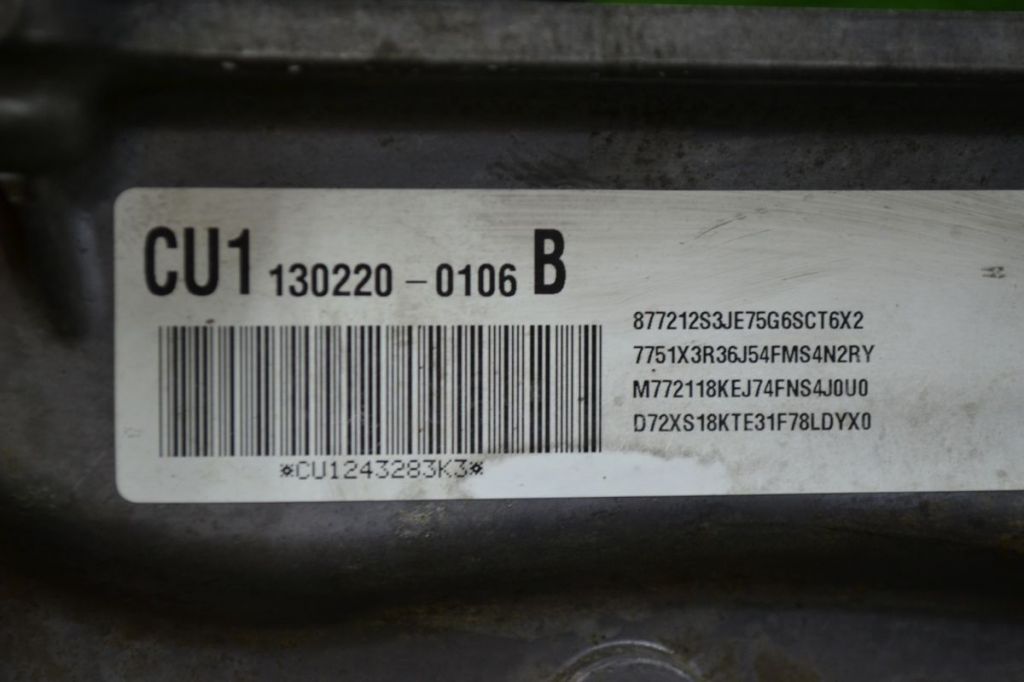 CU1 130220 - 0106 B
877212S3JE75G6SCT6X2
7751X3R36J54FMS4N2RY
M772118KEJ74FNS4J0U0
D72XS18KTE31F78LDYX0
*CU1243283K3*